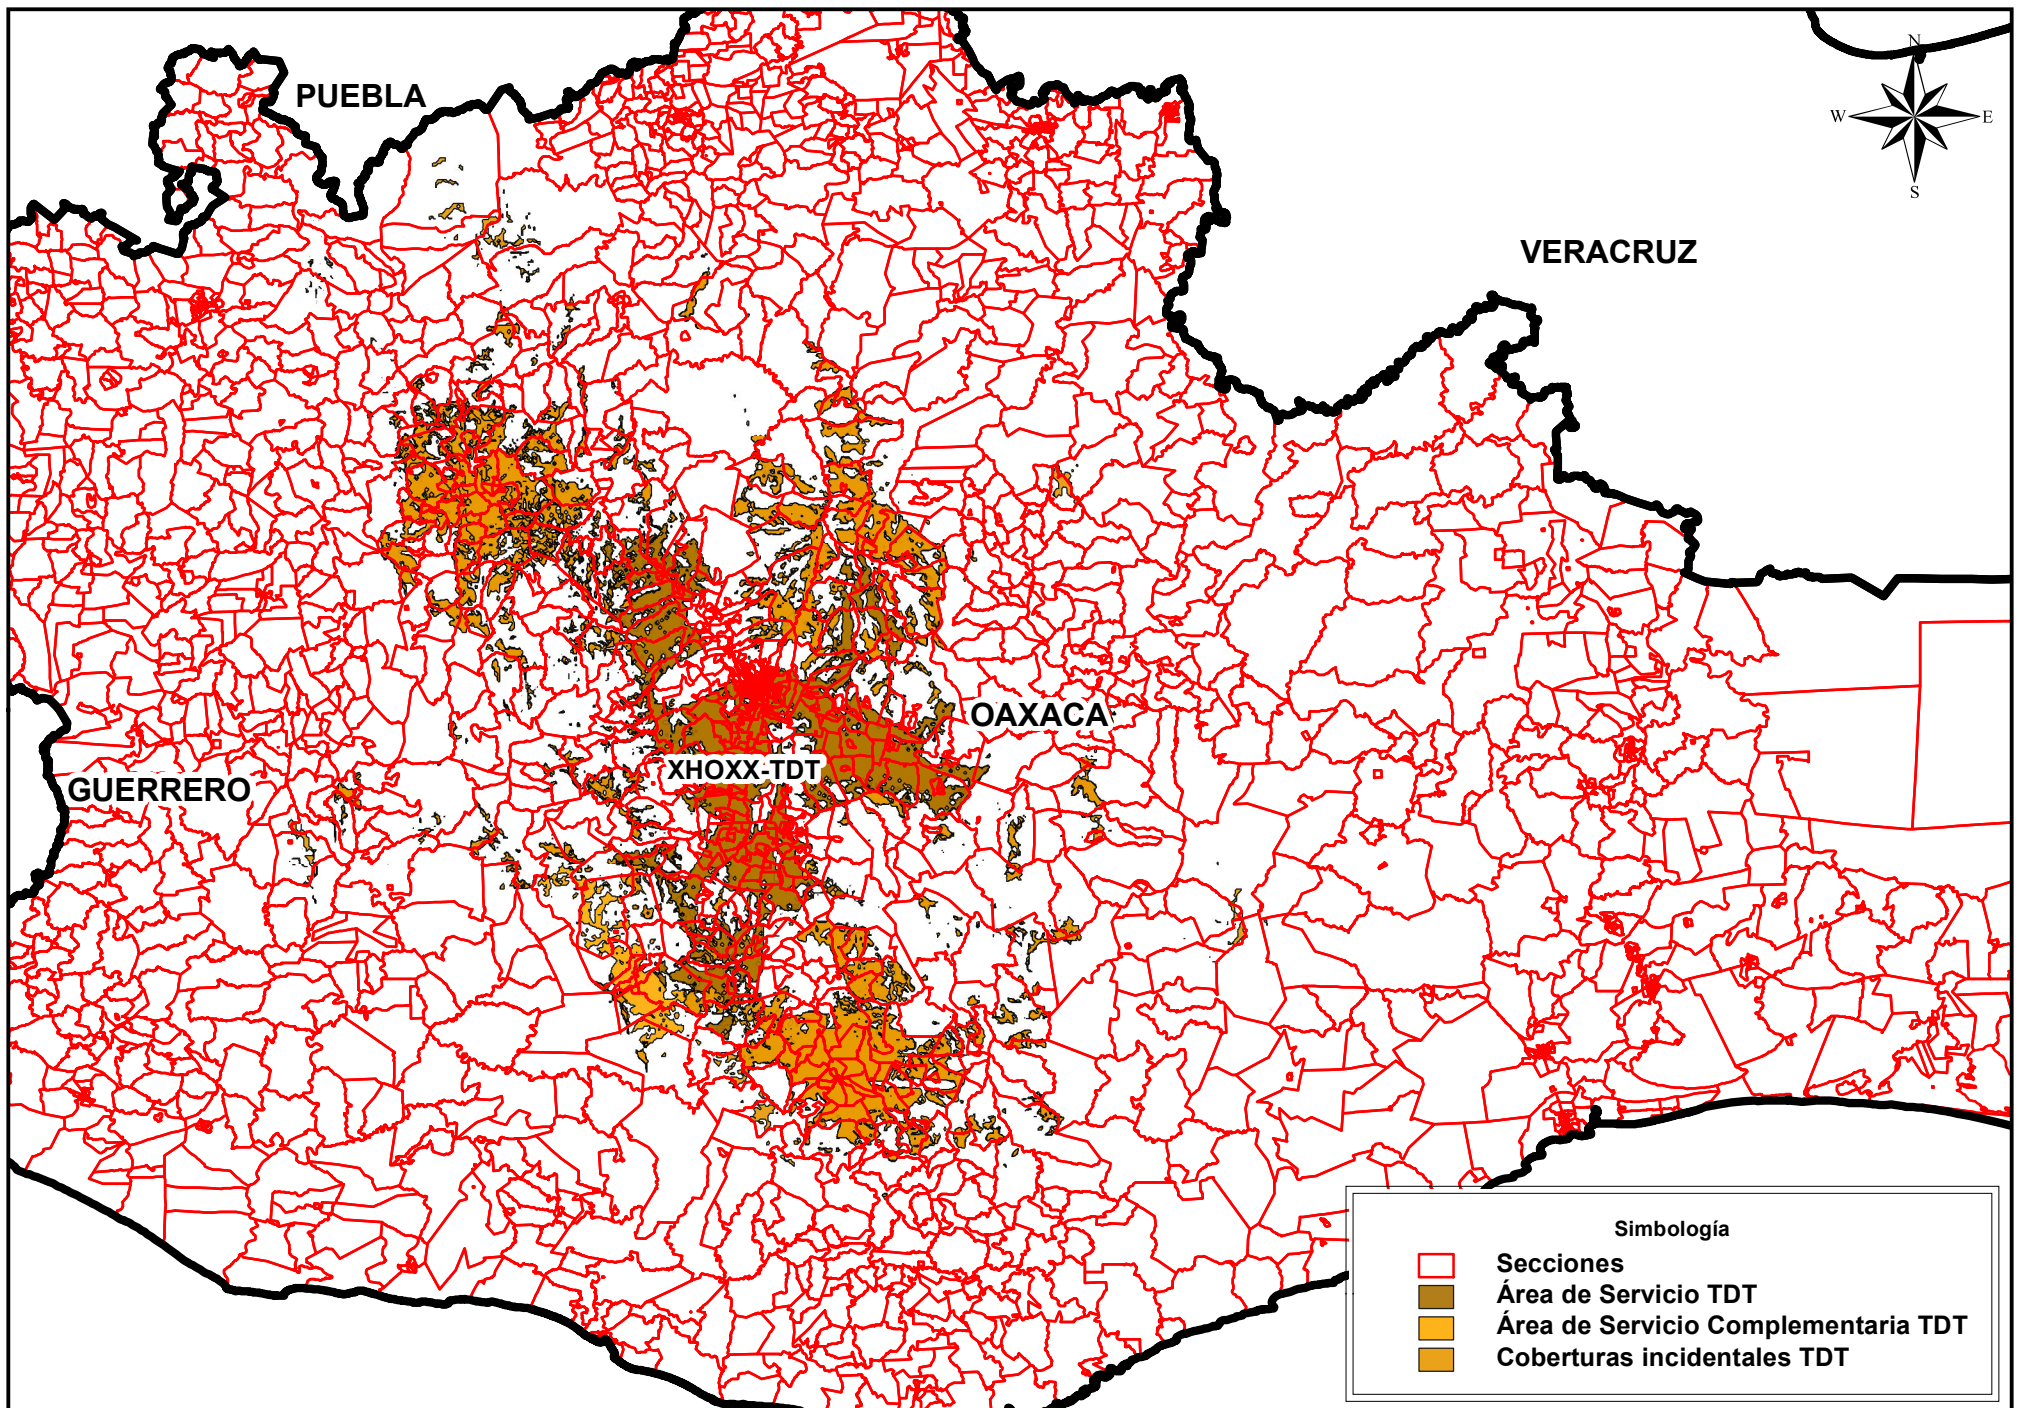 PUEBLA
N
W
E
S
VERACRUZ
OAXACA
XHOXX-TDT
GUERRERO
Simbología
Secciones
Área de Servicio TDT
Área de Servicio Complementaria TDT
Coberturas incidentales TDT